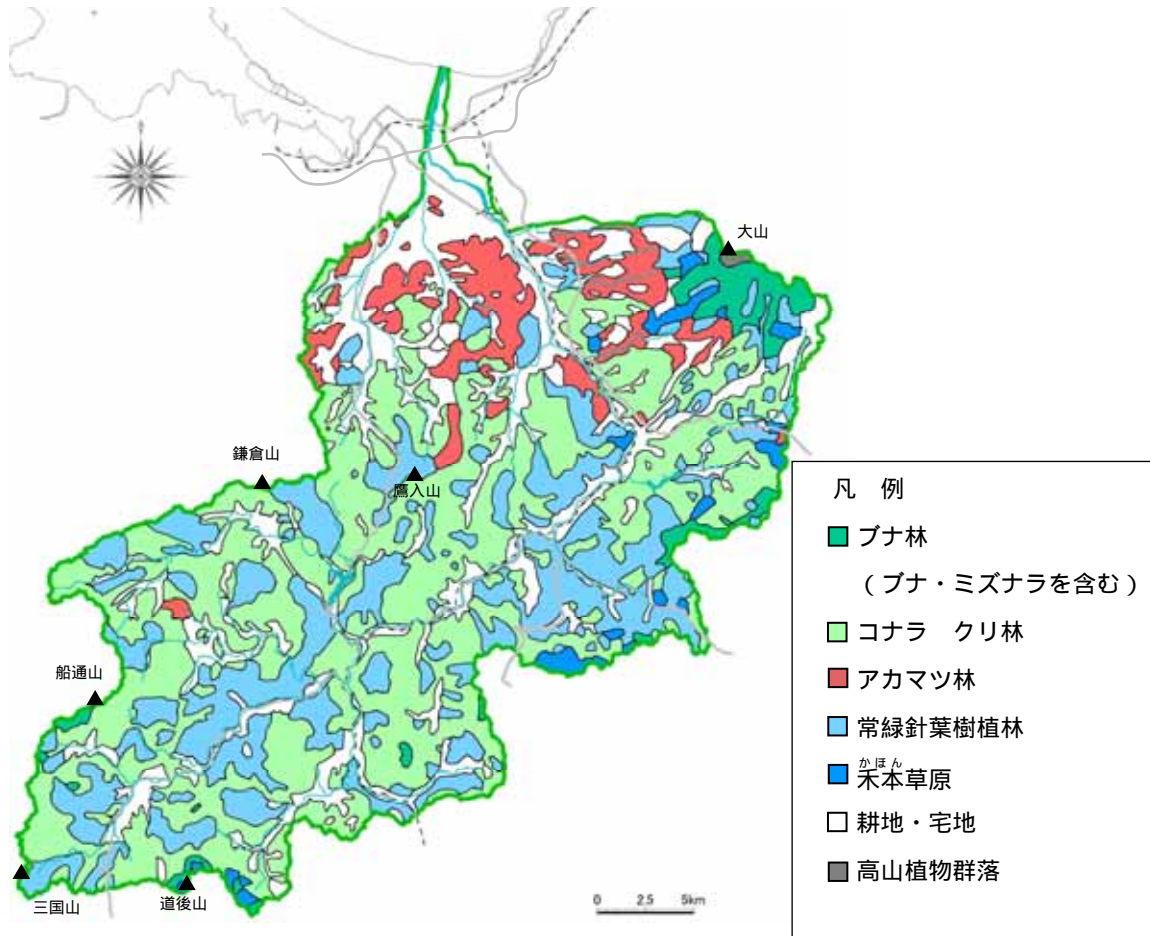 大山
鎌倉山
鷹入山
船通山
三国山
道後山
0 2.5 5km
凡 例
ブナ林
（ブナ・ミズナラを含む）
コナラ クリ林
アカマツ林
常緑針葉樹植林
かほん
禾本草原
耕地・宅地
高山植物群落